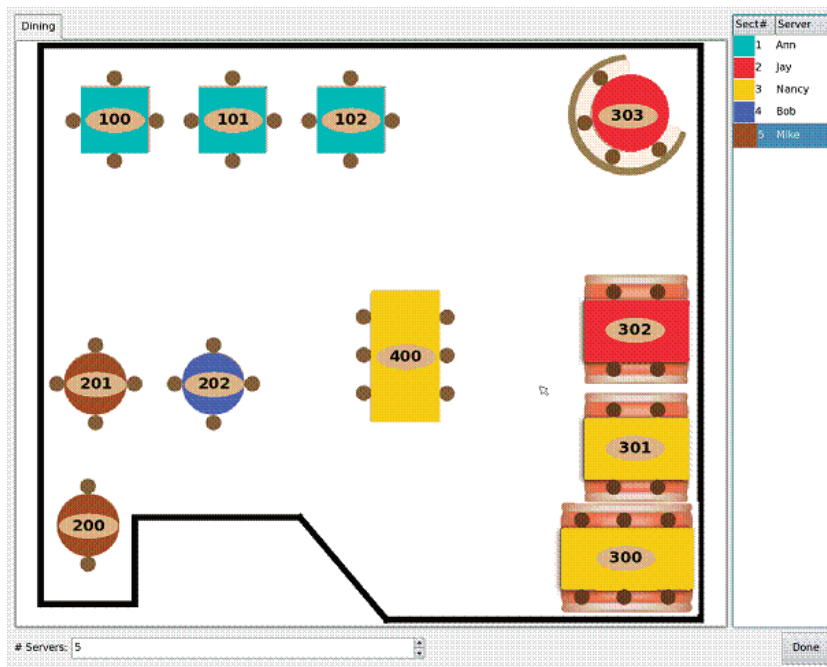 Dining
Sect# Server
1 Ann
2 Jay
3 Nancy
4 Bob
5 Mike
100 101 102 303
302
400
201 202
301
200
300
# Servers: 5
Done